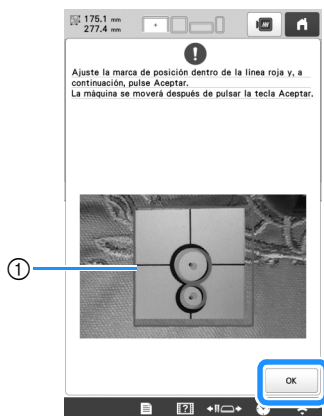 175.1 mm
277.4 mm
Ajuste la marca de posición dentro de la línea roja y, a
continuación, pulse Aceptar.
La máquina se moverá después de pulsar la tecla Aceptar.
1
OK